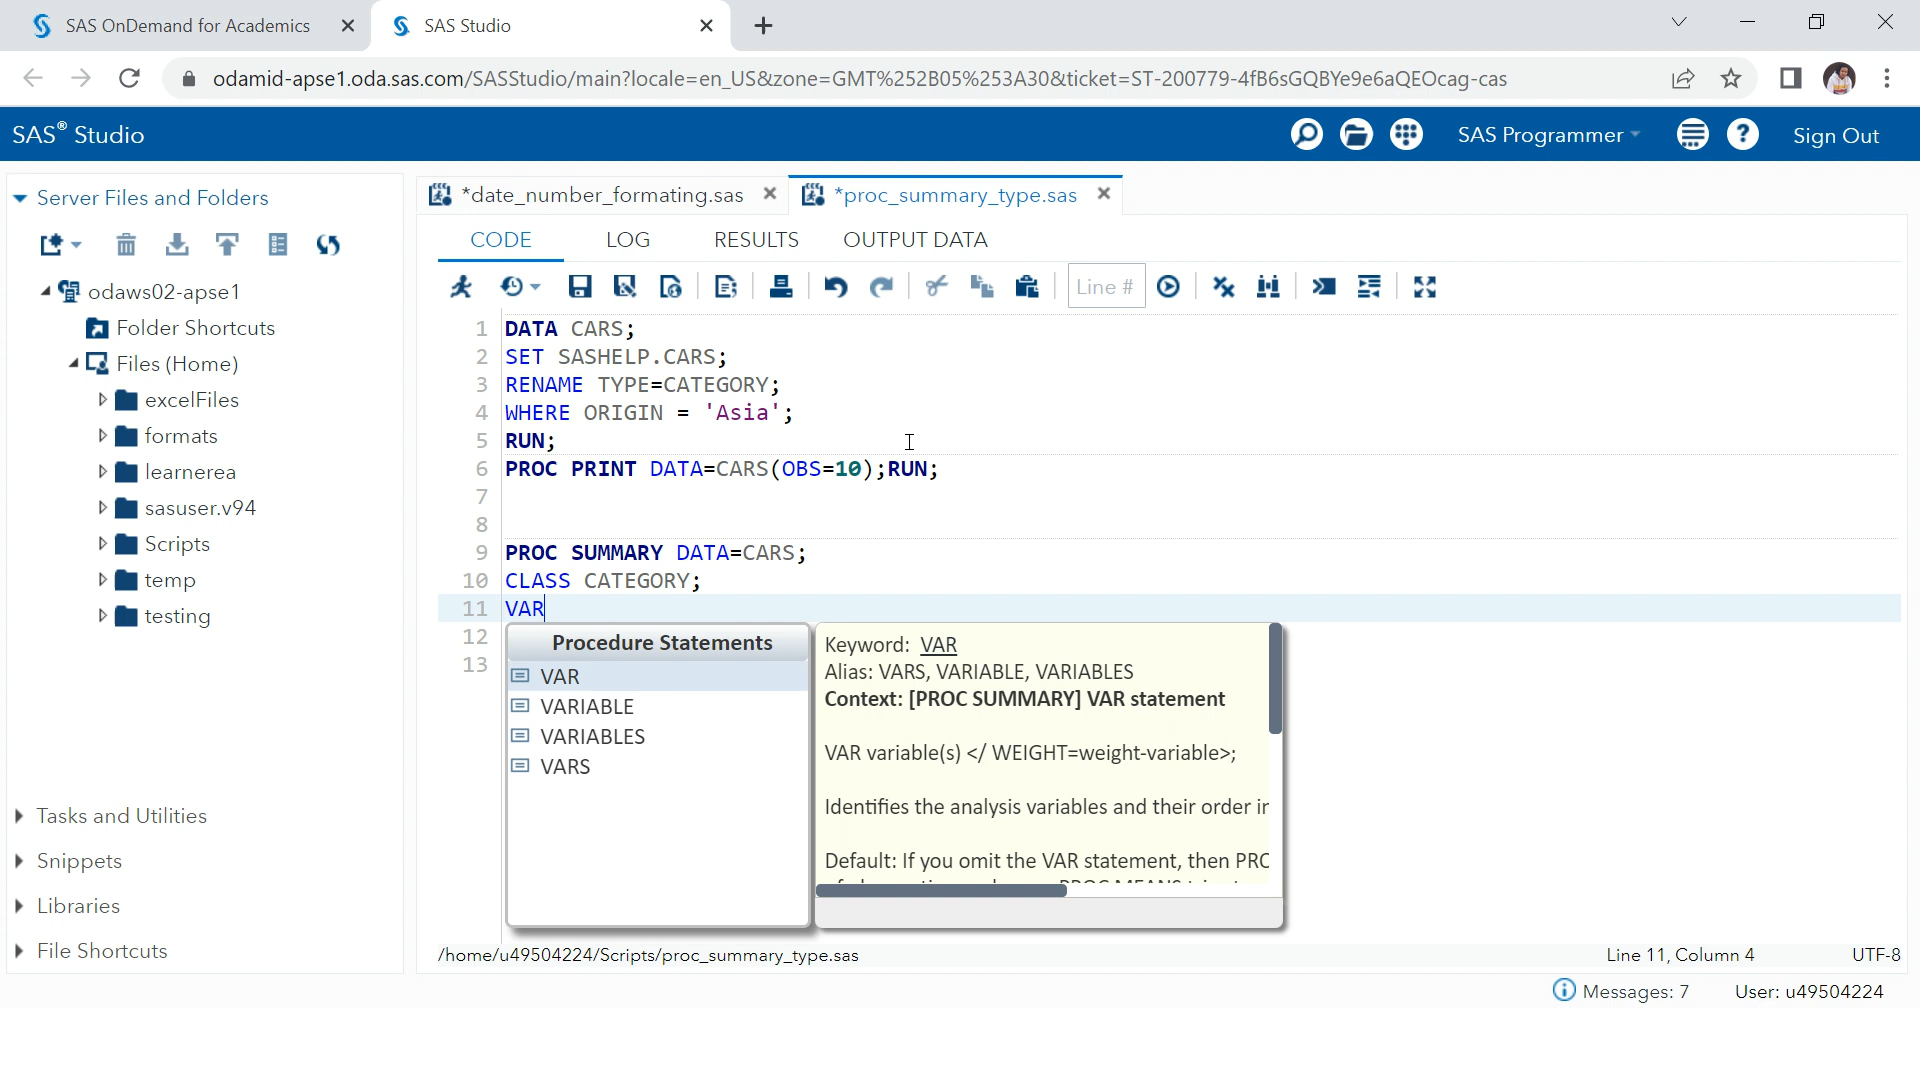 SAS OnDemand for Academics
SAS Studio
odamid-apse1.oda.sas.com/SASStudio/main?locale=en_US&zone=GMT%252B05%253A30&ticket=ST-200779-4fB6sGQBYe9e6aQEOcag-cas
SAS® Studio
SAS Programmer
Sign Out
Server Files and Folders
odaws02-apse1
Folder Shortcuts
Files (Home)
excelFiles
formats
learnerea
sasuser.v94
Scripts
temp
testing
Tasks and Utilities
Snippets
Libraries
File Shortcuts
*date_number_formating.sas
*proc_summary_type.sas
CODE LOG RESULTS OUTPUT DATA
Line #
1 DATA CARS;
2 SET SASHELP.CARS;
3 RENAME TYPE=CATEGORY;
4 WHERE ORIGIN = 'Asia';
5 RUN;
6 PROC PRINT DATA=CARS(OBS=10);RUN;
7
8
9 PROC SUMMARY DATA=CARS;
10 CLASS CATEGORY;
11 VAR
12
13
Procedure Statements
VAR
VARIABLE
VARIABLES
VARS
Keyword: VAR
Alias: VARS, VARIABLE, VARIABLES
Context: [PROC SUMMARY] VAR statement
VAR variable(s) </ WEIGHT=weight-variable>;
Identifies the analysis variables and their order ir
Default: If you omit the VAR statement, then PRC
/home/u49504224/Scripts/proc_summary_type.sas
Line 11, Column 4
UTF-8
Messages: 7
User: u49504224